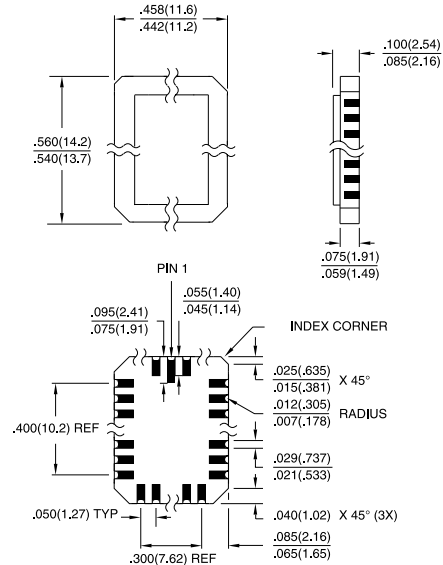 .458(11.6)
.442(11.2)
.100(2.54)
.085(2.16)
.560(14.2)
.540(13.7)
.075(1.91)
.059(1.49)
PIN 1
.055(1.40)
.045(1.14)
.095(2.41)
.075(1.91)
INDEX CORNER
.025(.635)
.015(.381)
X 45°
.012(.305)
.007(.178)
RADIUS
.400(10.2) REF
.029(.737)
.021(.533)
.050(1.27) TYP
.040(1.02) X 45° (3X)
.085(2.16)
.065(1.65)
.300(7.62) REF